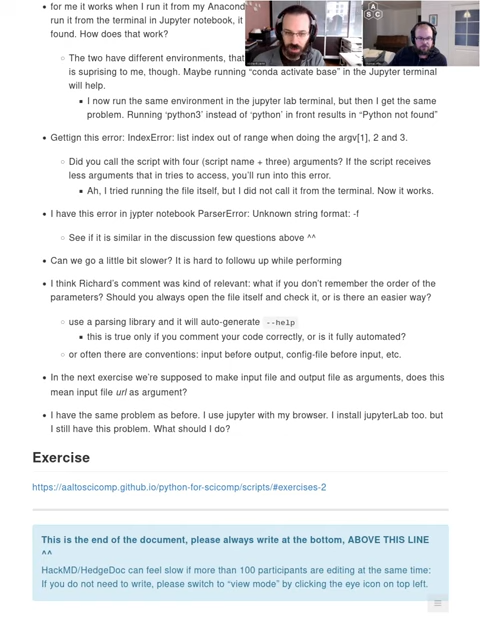 for me it works when I run it from my Anacond
run it from the terminal in Jupyter notebook, it
found. How does that work?
The two have different environments, that
is suprising to me, though. Maybe running “conda activate base” in the Jupyter terminal
will help.
I now run the same environment in the jupyter lab terminal, but then I get the same
problem. Running ‘python3’ instead of ‘python’ in front results in “Python not found”
Gettign this error: IndexError: list index out of range when doing the argv[1], 2 and 3.
Did you call the script with four (script name + three) arguments? If the script receives
less arguments that in tries to access, you’ll run into this error.
Ah, I tried running the file itself, but I did not call it from the terminal. Now it works.
I have this error in jypter notebook ParserError: Unknown string format: -f
See if it is similar in the discussion few questions above ^^
Can we go a little bit slower? It is hard to followu up while performing
I think Richard’s comment was kind of relevant: what if you don’t remember the order of the
parameters? Should you always open the file itself and check it, or is there an easier way?
use a parsing library and it will auto-generate --help
this is true only if you comment your code correctly, or is it fully automated?
or often there are conventions: input before output, config-file before input, etc.
In the next exercise we’re supposed to make input file and output file as arguments, does this
mean input file url as argument?
I have the same problem as before. I use jupyter with my browser. I install jupyterLab too. but
I still have this problem. What should I do?
Exercise
https://aaltoscicomp.github.io/python-for-scicomp/scripts/#exercises-2
This is the end of the document, please always write at the bottom, ABOVE THIS LINE
^^
HackMD/HedgeDoc can feel slow if more than 100 participants are editing at the same time:
If you do not need to write, please switch to “view mode” by clicking the eye icon on top left.